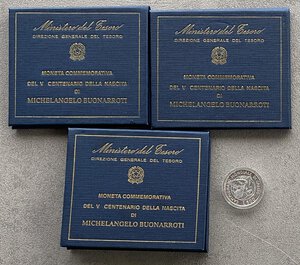 Ministero del Tesoro
DIREZIONE GENERALE DEL TESORO
MONETA COMMEMORATIVA
DEL V CENTENARIO DELLA NASCITA
DI
MICHELANGELO BUONARROTI
Ministero del Tesoro
DIREZIONE GENERALE DEL TESORO
MONETA COMMEMORATIVA
DEL V CENTENARIO DELLA NASCITA
DI
MICHELANGELO BUONARROTI
Ministero del Tesoro
DIREZIONE GENERALE DEL TESORO
MONETA COMMEMORATIVA
DEL V CENTENARIO DELLA NASCITA
DI
MICHELANGELO BUONARROTI